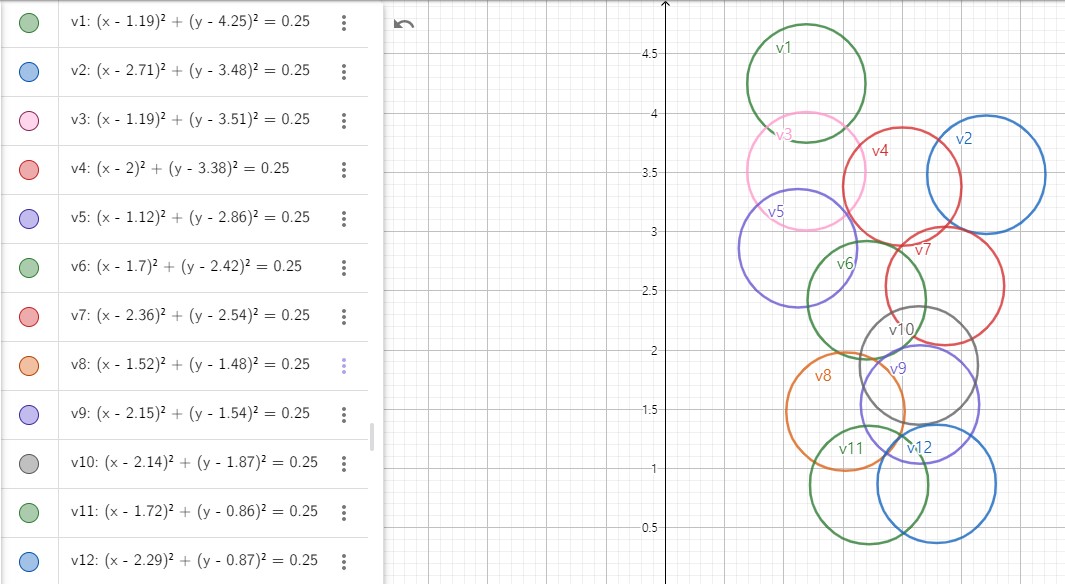 v1: (x - 1.19)² + (y - 4.25)² = 0.25
v2: (x - 2.71)² + (y - 3.48)² = 0.25
v3: (x - 1.19)² + (y - 3.51)² = 0.25
v4: (x - 2)² + (y - 3.38)² = 0.25
v5: (x - 1.12)² + (y - 2.86)² = 0.25
v6: (x - 1.7)² + (y - 2.42)² = 0.25
v7: (x - 2.36)² + (y - 2.54)² = 0.25
v8: (x - 1.52)² + (y - 1.48)² = 0.25
v9: (x - 2.15)² + (y - 1.54)² = 0.25
v10: (x - 2.14)² + (y - 1.87)² = 0.25
v11: (x - 1.72)² + (y - 0.86)² = 0.25
v12: (x - 2.29)² + (y - 0.87)² = 0.25
4.5
4
3.5
3
2.5
2
1.5
1
0.5
v1
v3
v2
v4
v5
v7
v6
v10
v9
v8
v11
v12